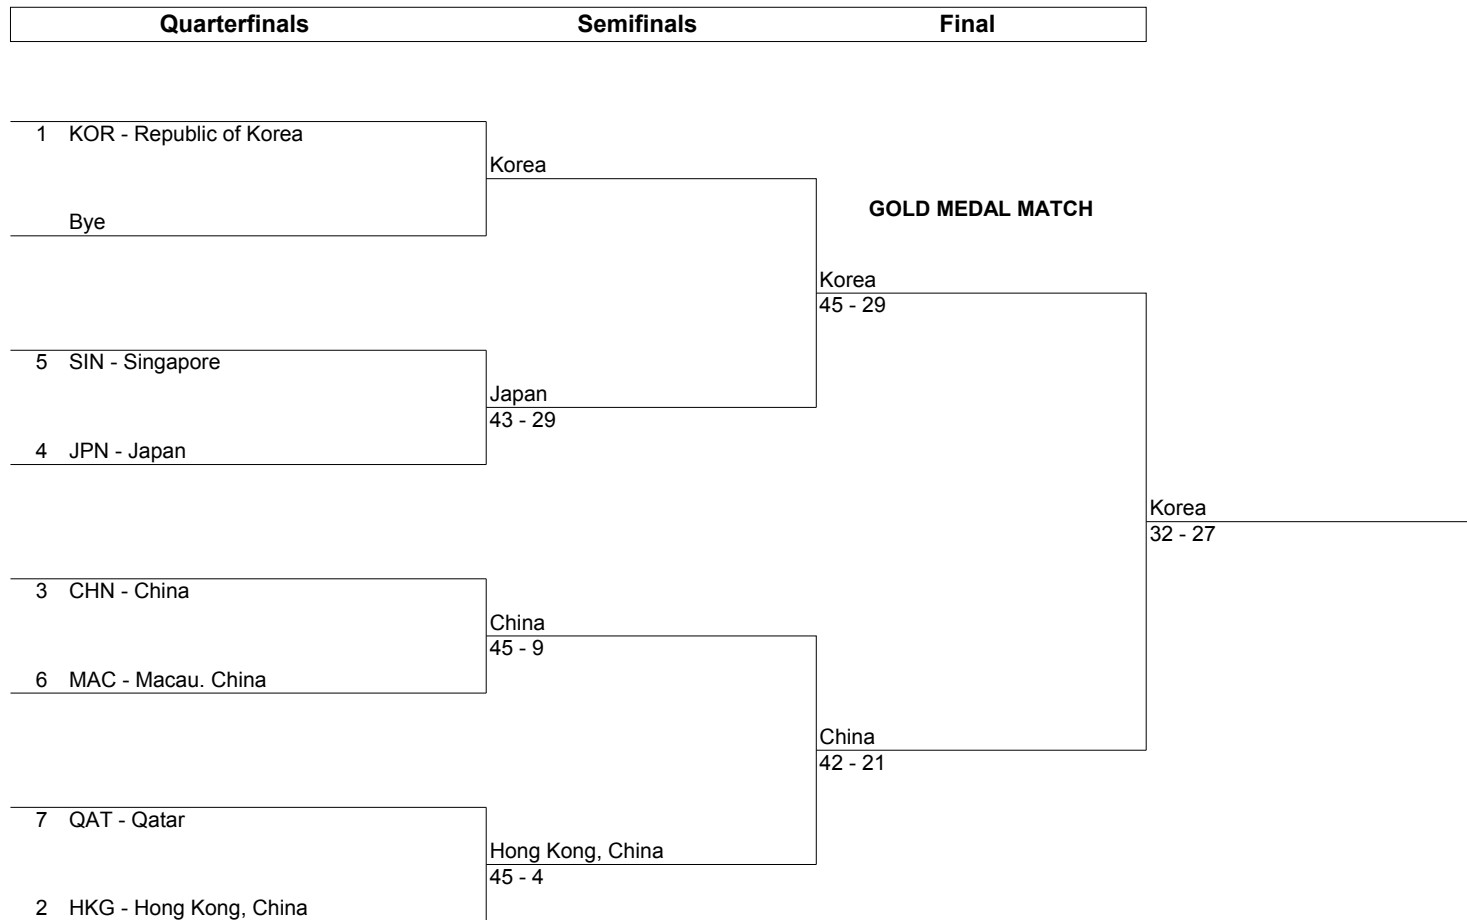 Quarterfinals Semifinals Final
1 KOR - Republic of Korea
Korea
Bye
GOLD MEDAL MATCH
Korea
45 - 29
5 SIN - Singapore
Japan
43 - 29
4 JPN - Japan
Korea
32 - 27
3 CHN - China
China
45 - 9
6 MAC - Macau. China
China
42 - 21
7 QAT - Qatar
Hong Kong, China
45 - 4
2 HKG - Hong Kong, China